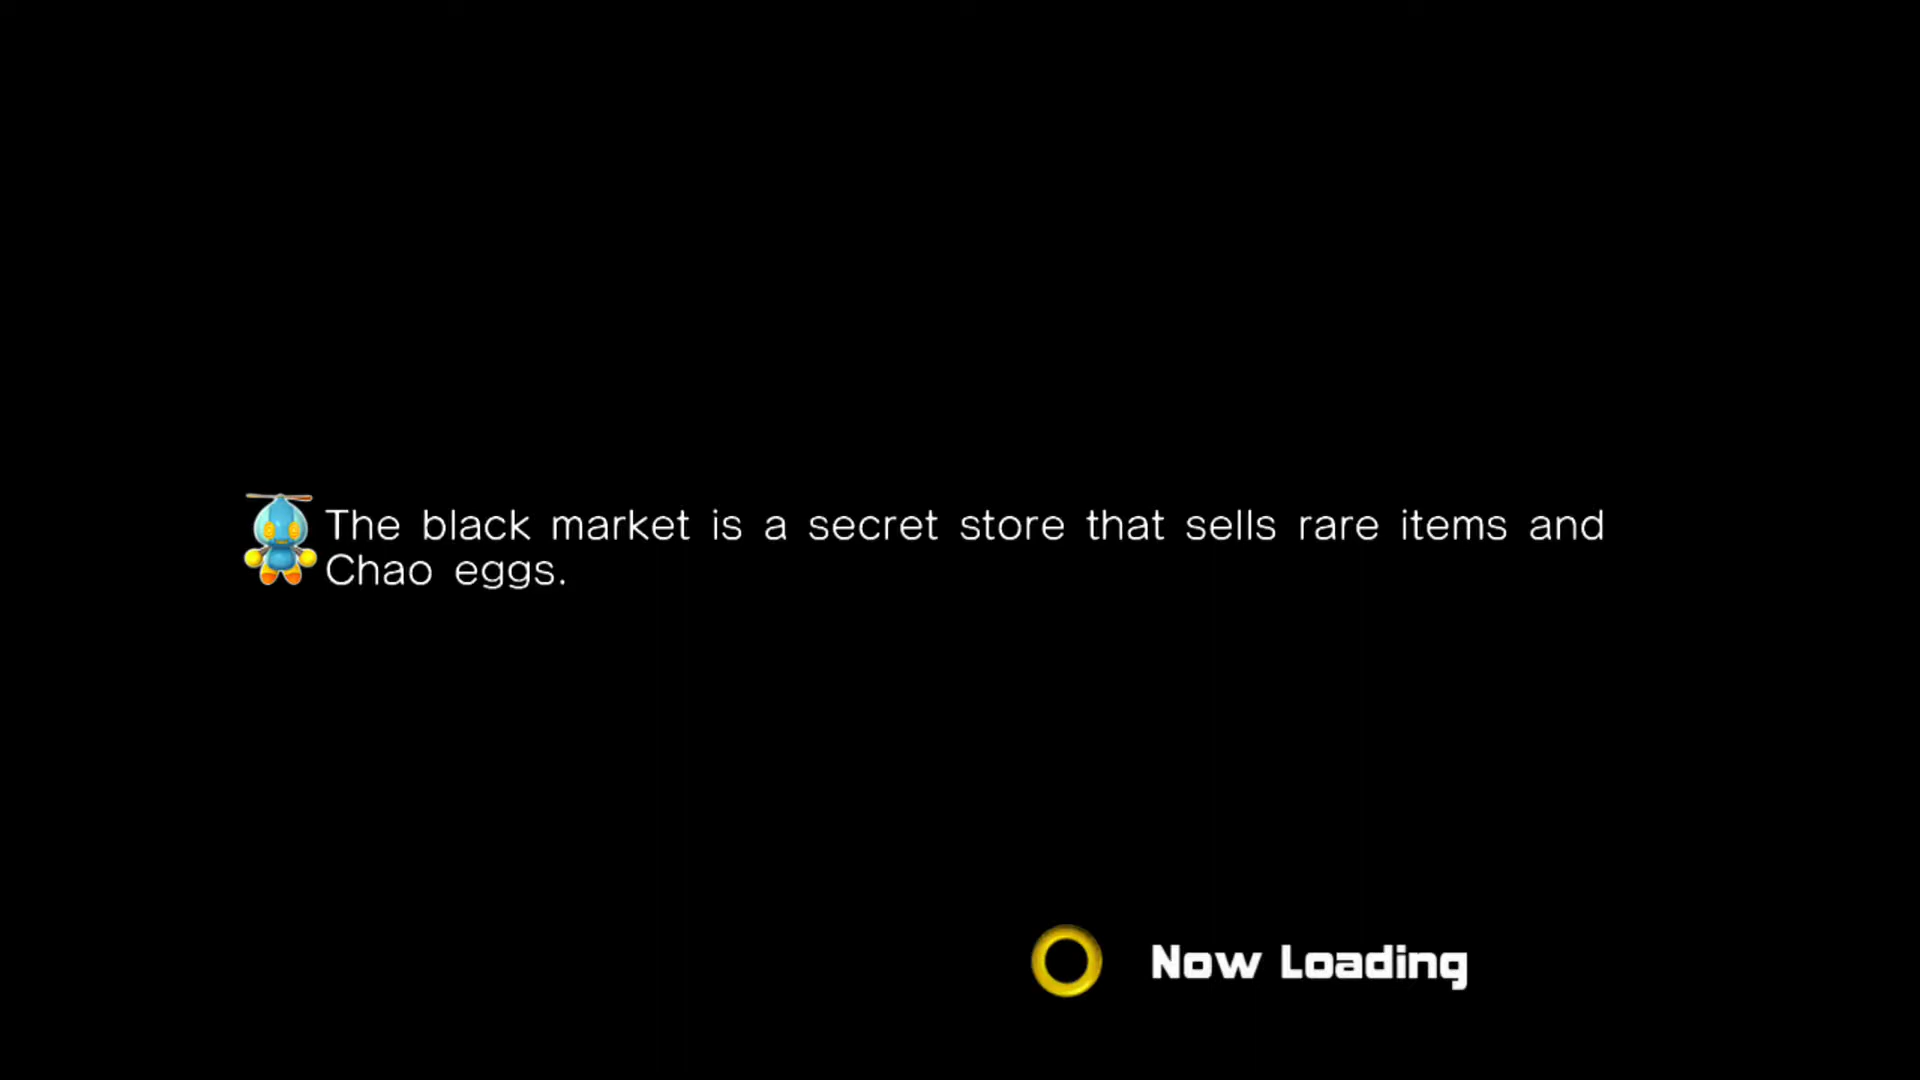 The black market is a secret store that sells rare items and
Chao eggs.
Now Loading